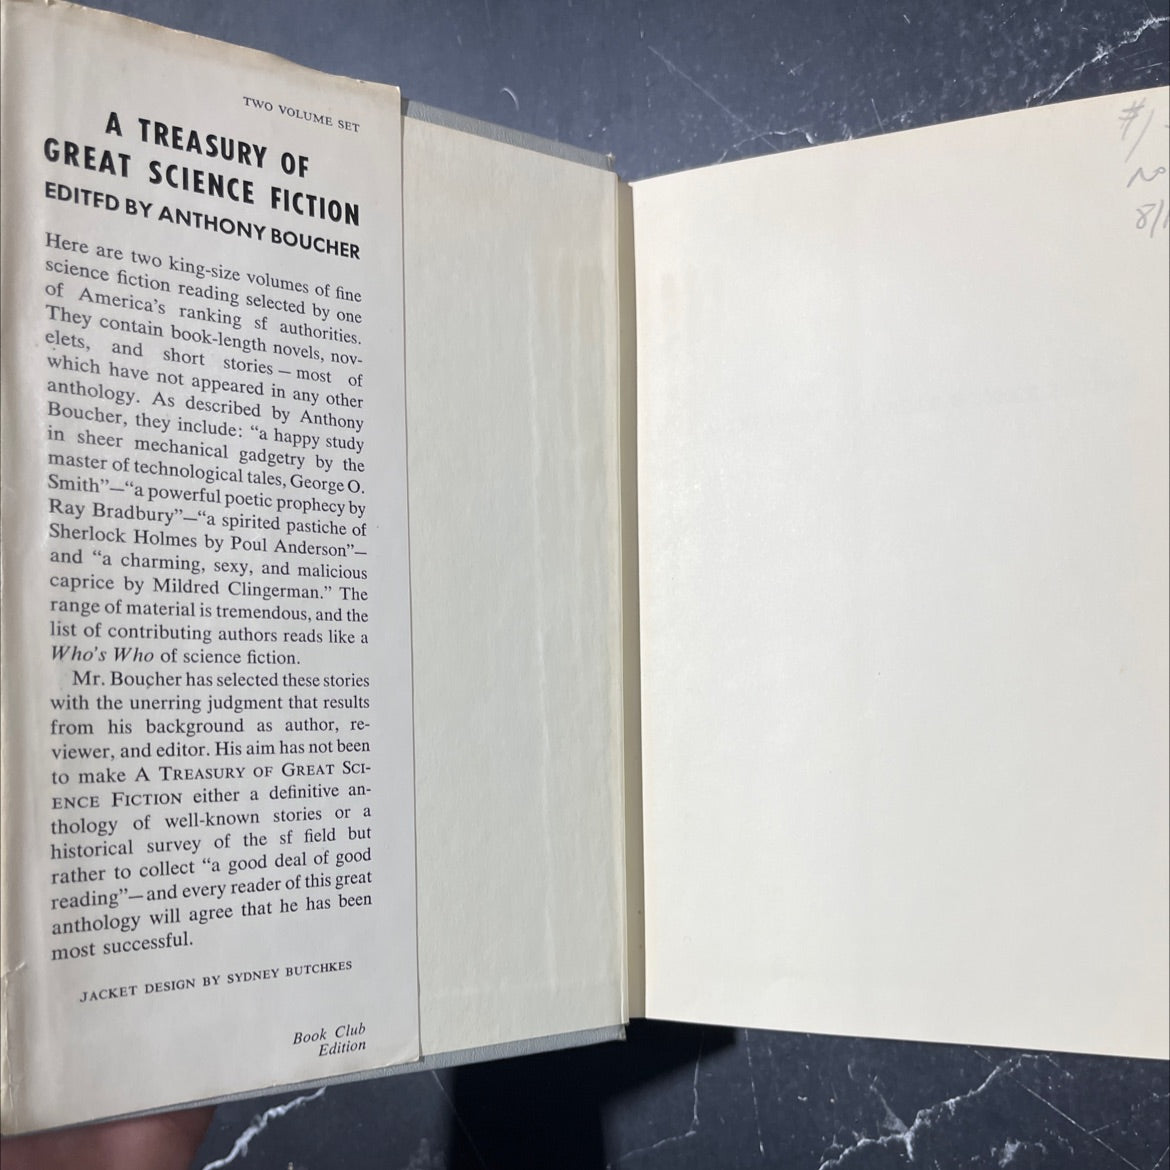 TWO VOLUME SET
A TREASURY OF
GREAT SCIENCE FICTION
EDITED BY ANTHONY BOUCHER
Here are two king-size volumes of fine
science fiction reading selected by one
of America's ranking sf authorities.
They contain book-length novels, nov-
elets, and short stories — most of
which have not appeared in any other
anthology. As described by Anthony
Boucher, they include: “a happy study
in sheer mechanical gadgetry by the
master of technological tales, George O.
Smith”—“a powerful poetic prophecy by
Ray Bradbury”—“a spirited pastiche of
Sherlock Holmes by Poul Anderson”—
and “a charming, sexy, and malicious
caprice by Mildred Clingerman.” The
range of material is tremendous, and the
list of contributing authors reads like a
Who's Who of science fiction.
Mr. Boucher has selected these stories
with the unerring judgment that results
from his background as author, re-
viewer, and editor. His aim has not been
to make A TREASURY OF GREAT SCI-
ENCE FICTION either a definitive an-
thology of well-known stories or a
historical survey of the sf field but
rather to collect “a good deal of good
reading”—and every reader of this great
anthology will agree that he has been
most successful.
JACKET DESIGN BY SYDNEY BUTCHKES
Book Club
Edition
#1